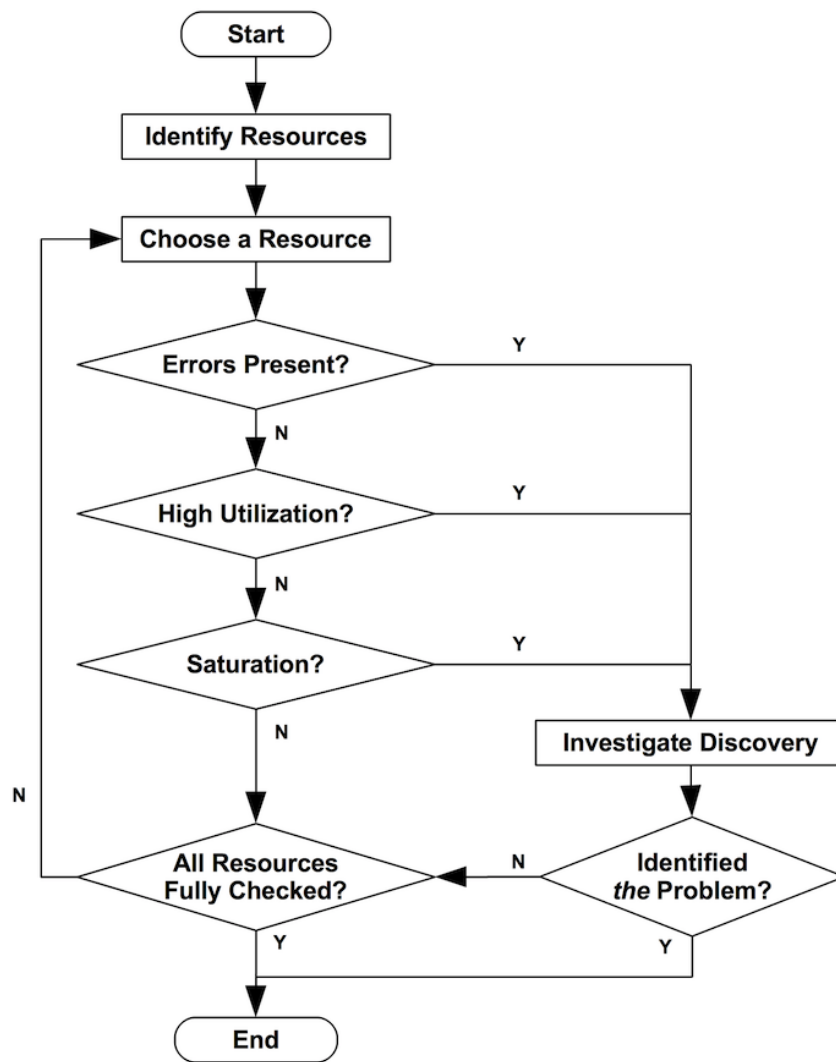 Start
Identify Resources
Choose a Resource
Errors Present?
Y
N
High Utilization?
Y
N
Saturation?
Y
N
Investigate Discovery
N
All Resources
Fully Checked?
N
Identified
the Problem?
Y
Y
End